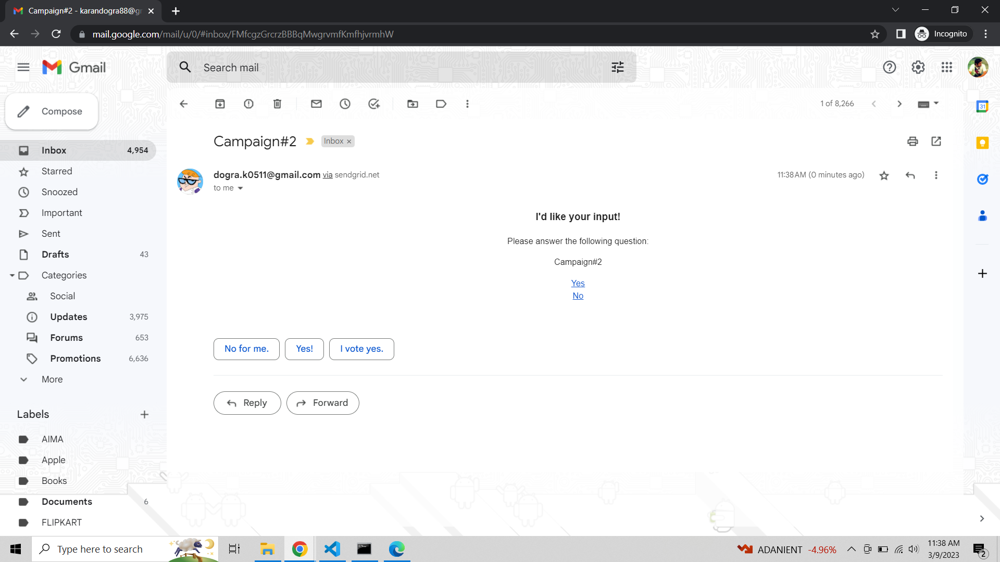 Campaign#2 - karandogra88@gr
mail.google.com/mail/u/0/#inbox/FMfcgzGrcrzBBBqMwgrvmfKmfhjvrmhW
Incognito
Gmail
Search mail
Compose
1 of 8,266
31
Campaign#2
Inbox ×
Inbox 4,954
Starred
Snoozed
Important
Sent
Drafts 43
Categories
Social
Updates 3,975
Forums 653
Promotions 6,636
More
Labels
AIMA
Apple
Books
Documents 6
FLIPKART
dogra.k0511@gmail.com via sendgrid.net
11:38 AM (0 minutes ago)
to me
I'd like your input!
Please answer the following question:
Campaign#2
Yes
No
No for me.
Yes!
I vote yes.
Reply
Forward
Type here to search
ADANIENT -4.96%
11:38 AM
3/9/2023
2